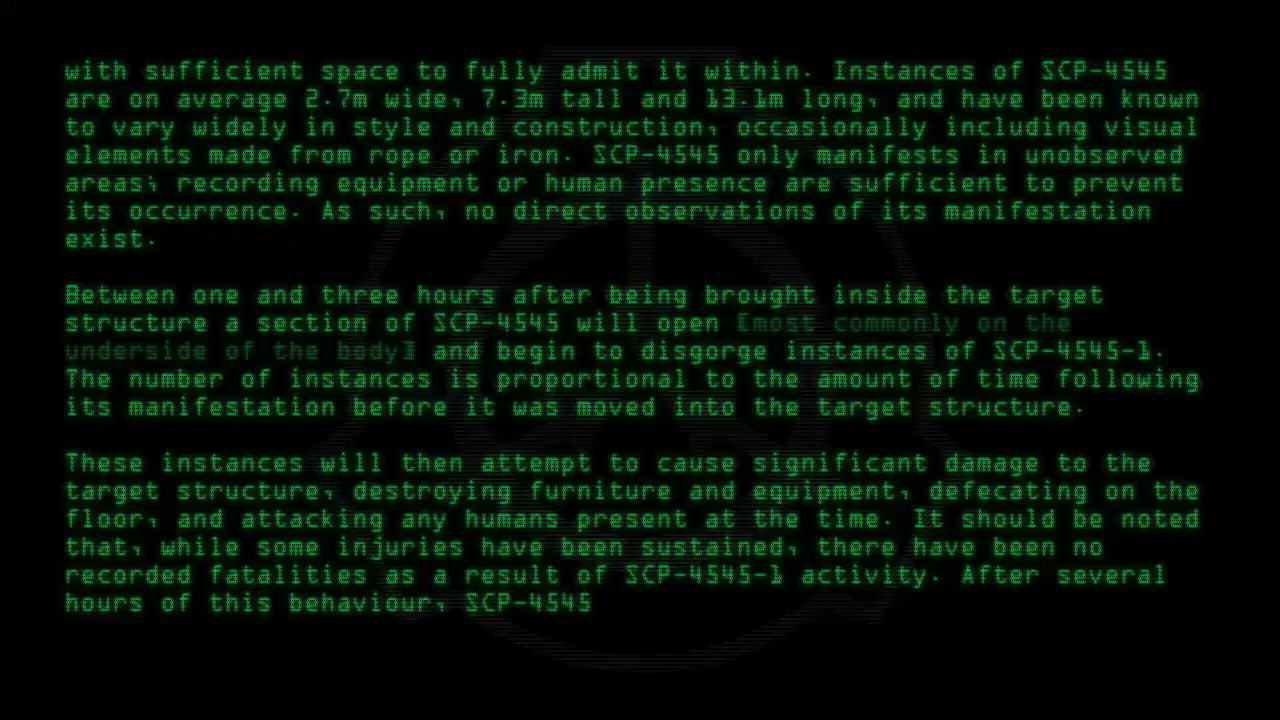 with sufficient space to fully admit it within. Instances of SCP-4545
are on average 2.7m wide, 7.3m tall and 13.1m long, and have been known
to vary widely in style and construction, occasionally including visual
elements made from rope or iron. SCP-4545 only manifests in unobserved
areas; recording equipment or human presence are sufficient to prevent
its occurrence. As such, no direct observations of its manifestation
exist.
Between one and three hours after being brought inside the target
structure a section of SCP-4545 will open [most commonly on the
underside of the body] and begin to disgorge instances of SCP-4545-1.
The number of instances is proportional to the amount of time following
its manifestation before it was moved into the target structure.
These instances will then attempt to cause significant damage to the
target structure, destroying furniture and equipment, defecating on the
floor, and attacking any humans present at the time. It should be noted
that, while some injuries have been sustained, there have been no
recorded fatalities as a result of SCP-4545-1 activity. After several
hours of this behaviour, SCP-4545